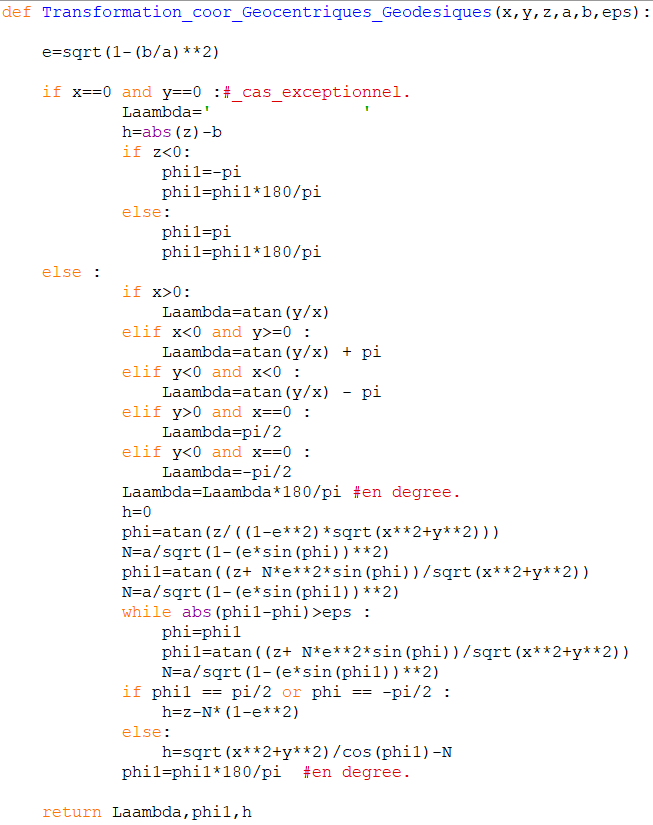 def Transformation_coor_Geocentriques_Geodesiques(x,y,z,a,b,eps):
    e=sqrt(1-(b/a)**2)
    if x==0 and y==0 :#_cas_exceptionnel.
            Laambda='               '
            h=abs(z)-b
            if z<0:
                phi1=-pi
                phi1=phi1*180/pi
            else:
                phi1=pi
                phi1=phi1*180/pi
    else :
            if x>0:
                Laambda=atan(y/x)
            elif x<0 and y>=0 :
                Laambda=atan(y/x) + pi
            elif y<0 and x<0 :
                Laambda=atan(y/x) - pi
            elif y>0 and x==0 :
                Laambda=pi/2
            elif y<0 and x==0 :
                Laambda=-pi/2
            Laambda=Laambda*180/pi #en degree.
            h=0
            phi=atan(z/((1-e**2)*sqrt(x**2+y**2)))
            N=a/sqrt(1-(e*sin(phi))**2)
            phi1=atan((z+ N*e**2*sin(phi))/sqrt(x**2+y**2))
            N=a/sqrt(1-(e*sin(phi1))**2)
            while abs(phi1-phi)>eps :
                phi=phi1
                phi1=atan((z+ N*e**2*sin(phi))/sqrt(x**2+y**2))
                N=a/sqrt(1-(e*sin(phi1))**2)
            if phi1 == pi/2 or phi == -pi/2 :
                h=z-N*(1-e**2)
            else:
                h=sqrt(x**2+y**2)/cos(phi1)-N
            phi1=phi1*180/pi  #en degree.
    return Laambda,phi1,h